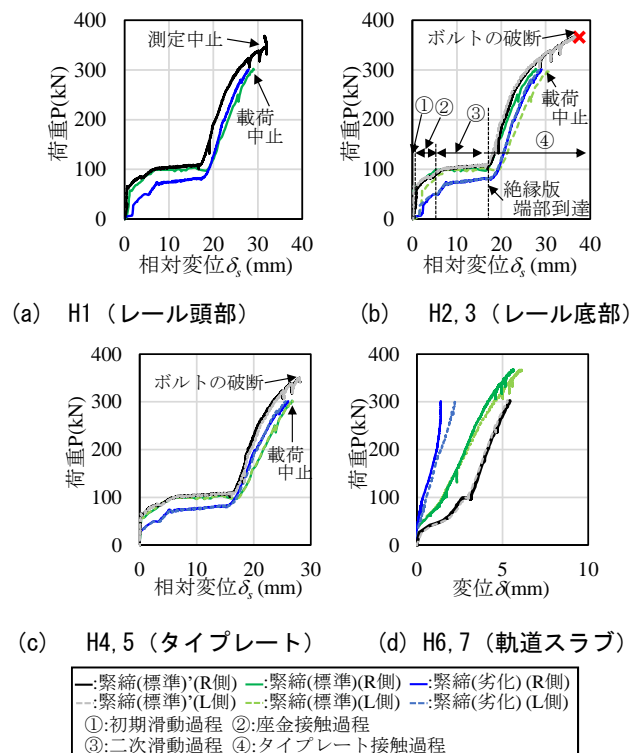 400
測定中止
300
荷重P(kN)
200
載荷
中止
100
0
0 10 20 30 40
相対変位δs (mm)
(a) H1（レール頭部）
400
ボルトの破断
300
① ② ③
荷重P(kN)
200
載荷
中止
④
100
絶縁版
端部到達
0
0 10 20 30 40
相対変位δs (mm)
(b) H2,3（レール底部）
400
ボルトの破断
300
荷重P(kN)
200
載荷
中止
100
0
0 10 20 30
相対変位δs (mm)
(c) H4,5（タイプレート）
400
300
荷重P(kN)
200
100
0
0 5 10
変位δ(mm)
(d) H6,7（軌道スラブ）
:緊締(標準)’(R側) :緊締(標準)(R側) :緊締(劣化) (R側)
:緊締(標準)’(L側) :緊締(標準)(L側) :緊締(劣化) (L側)
①:初期滑動過程 ②:座金接触過程
③:二次滑動過程 ④:タイプレート接触過程